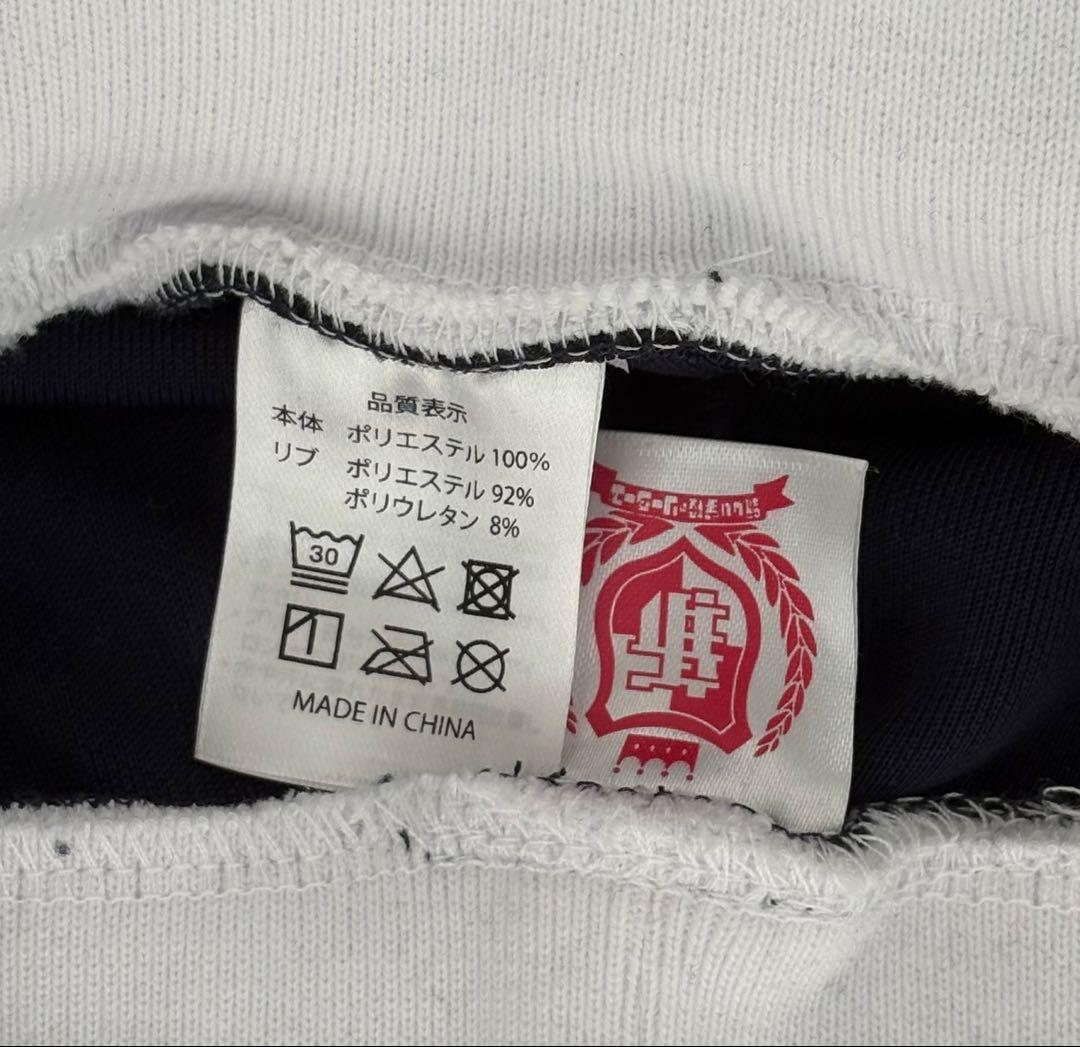 品質表示
本体 ポリエステル 100%
リブ ポリエステル 92%
ポリウレタン 8%
30
MADE IN CHINA